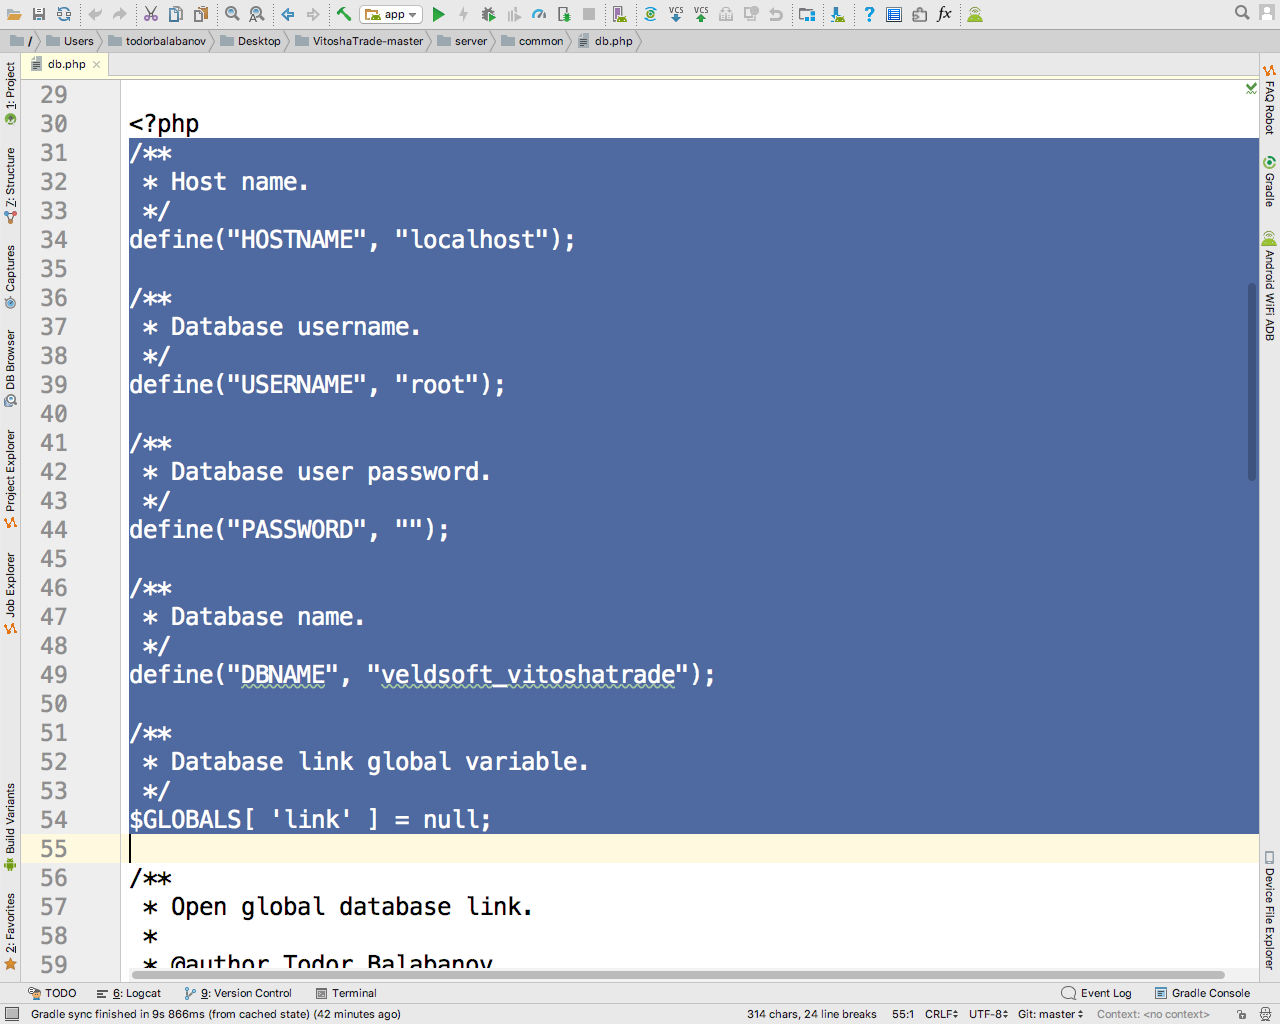 app
VCS
VCS
?
fx
/ Users todorbalabanov Desktop VitoshaTrade-master server common db.php
db.php
1: Project
Z: Structure
Captures
DB Browser
Project Explorer
Job Explorer
Build Variants
2: Favorites
29
30 <?php
31 /**
32  * Host name.
33  */
34 define("HOSTNAME", "localhost");
35
36 /**
37  * Database username.
38  */
39 define("USERNAME", "root");
40
41 /**
42  * Database user password.
43  */
44 define("PASSWORD", "");
45
46 /**
47  * Database name.
48  */
49 define("DBNAME", "veldsoft_vitoshatrade");
50
51 /**
52  * Database link global variable.
53  */
54 $GLOBALS[ 'link' ] = null;
55
56 /**
57  * Open global database link.
58  *
59  * @author Todor Balabanov
FAQ Robot
Gradle
Android WiFi ADB
Device File Explorer
TODO 6: Logcat 9: Version Control Terminal Event Log Gradle Console
Gradle sync finished in 9s 866ms (from cached state) (42 minutes ago) 314 chars, 24 line breaks 55:1 CRLF UTF-8 Git: master Context: <no context>